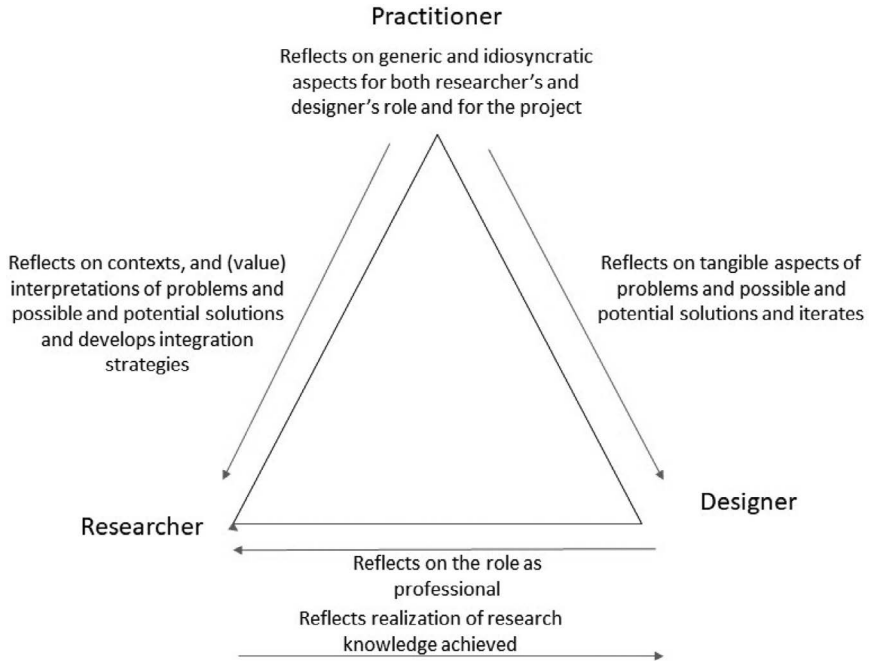 Practitioner
Reflects on generic and idiosyncratic
aspects for both researcher's and
designer's role and for the project
Reflects on contexts, and (value)
interpretations of problems and
possible and potential solutions
and develops integration
strategies
Reflects on tangible aspects of
problems and possible and
potential solutions and iterates
Researcher
Designer
Reflects on the role as
professional
Reflects realization of research
knowledge achieved